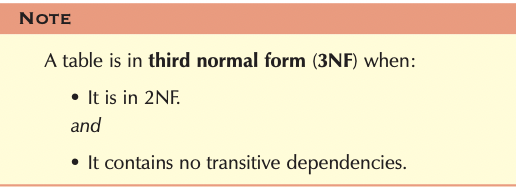 NOTE
A table is in third normal form (3NF) when:
• It is in 2NF.
and
• It contains no transitive dependencies.